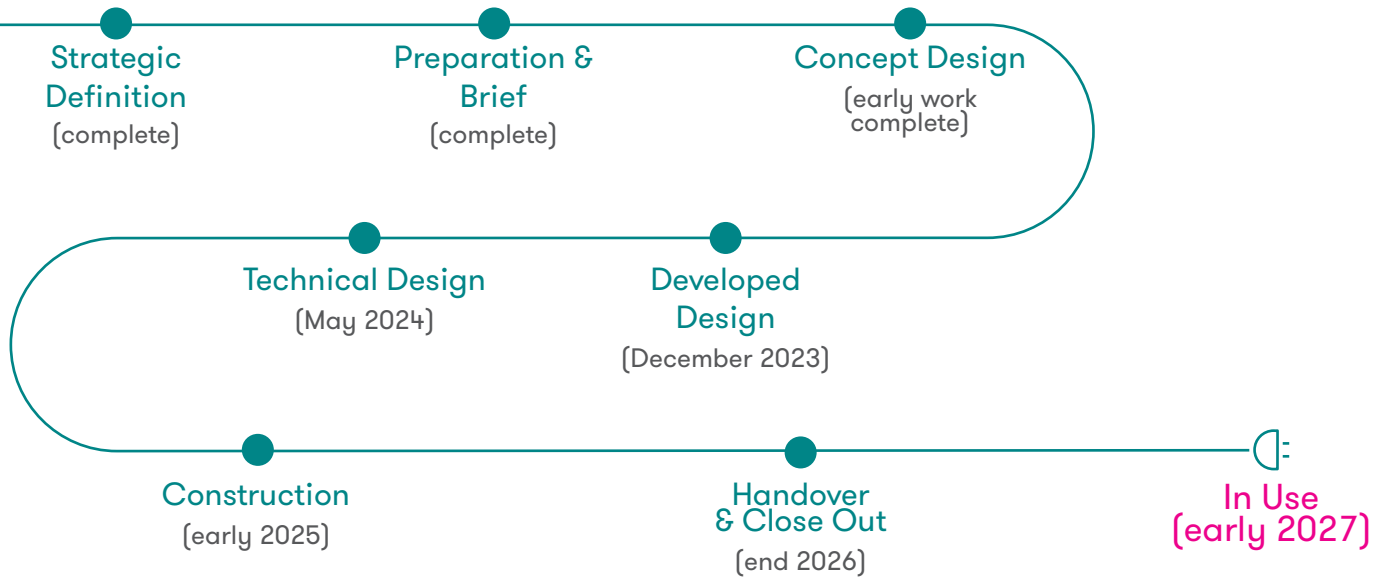 Strategic
Definition
(complete)
Preparation &
Brief
(complete)
Concept Design
(early work
complete)
Developed
Design
(December 2023)
Technical Design
(May 2024)
Construction
(early 2025)
Handover
& Close Out
(end 2026)
In Use
(early 2027)